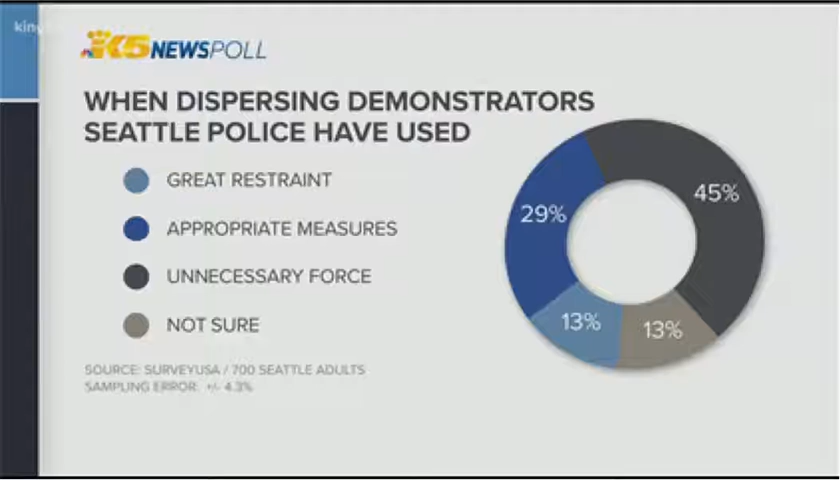 K5 NEWSPOLL
WHEN DISPERSING DEMONSTRATORS
SEATTLE POLICE HAVE USED
GREAT RESTRAINT
APPROPRIATE MEASURES
UNNECESSARY FORCE
NOT SURE
45%
29%
13%
13%
SOURCE: SURVEYUSA / 700 SEATTLE ADULTS
SAMPLING ERROR: +/- 4.3%